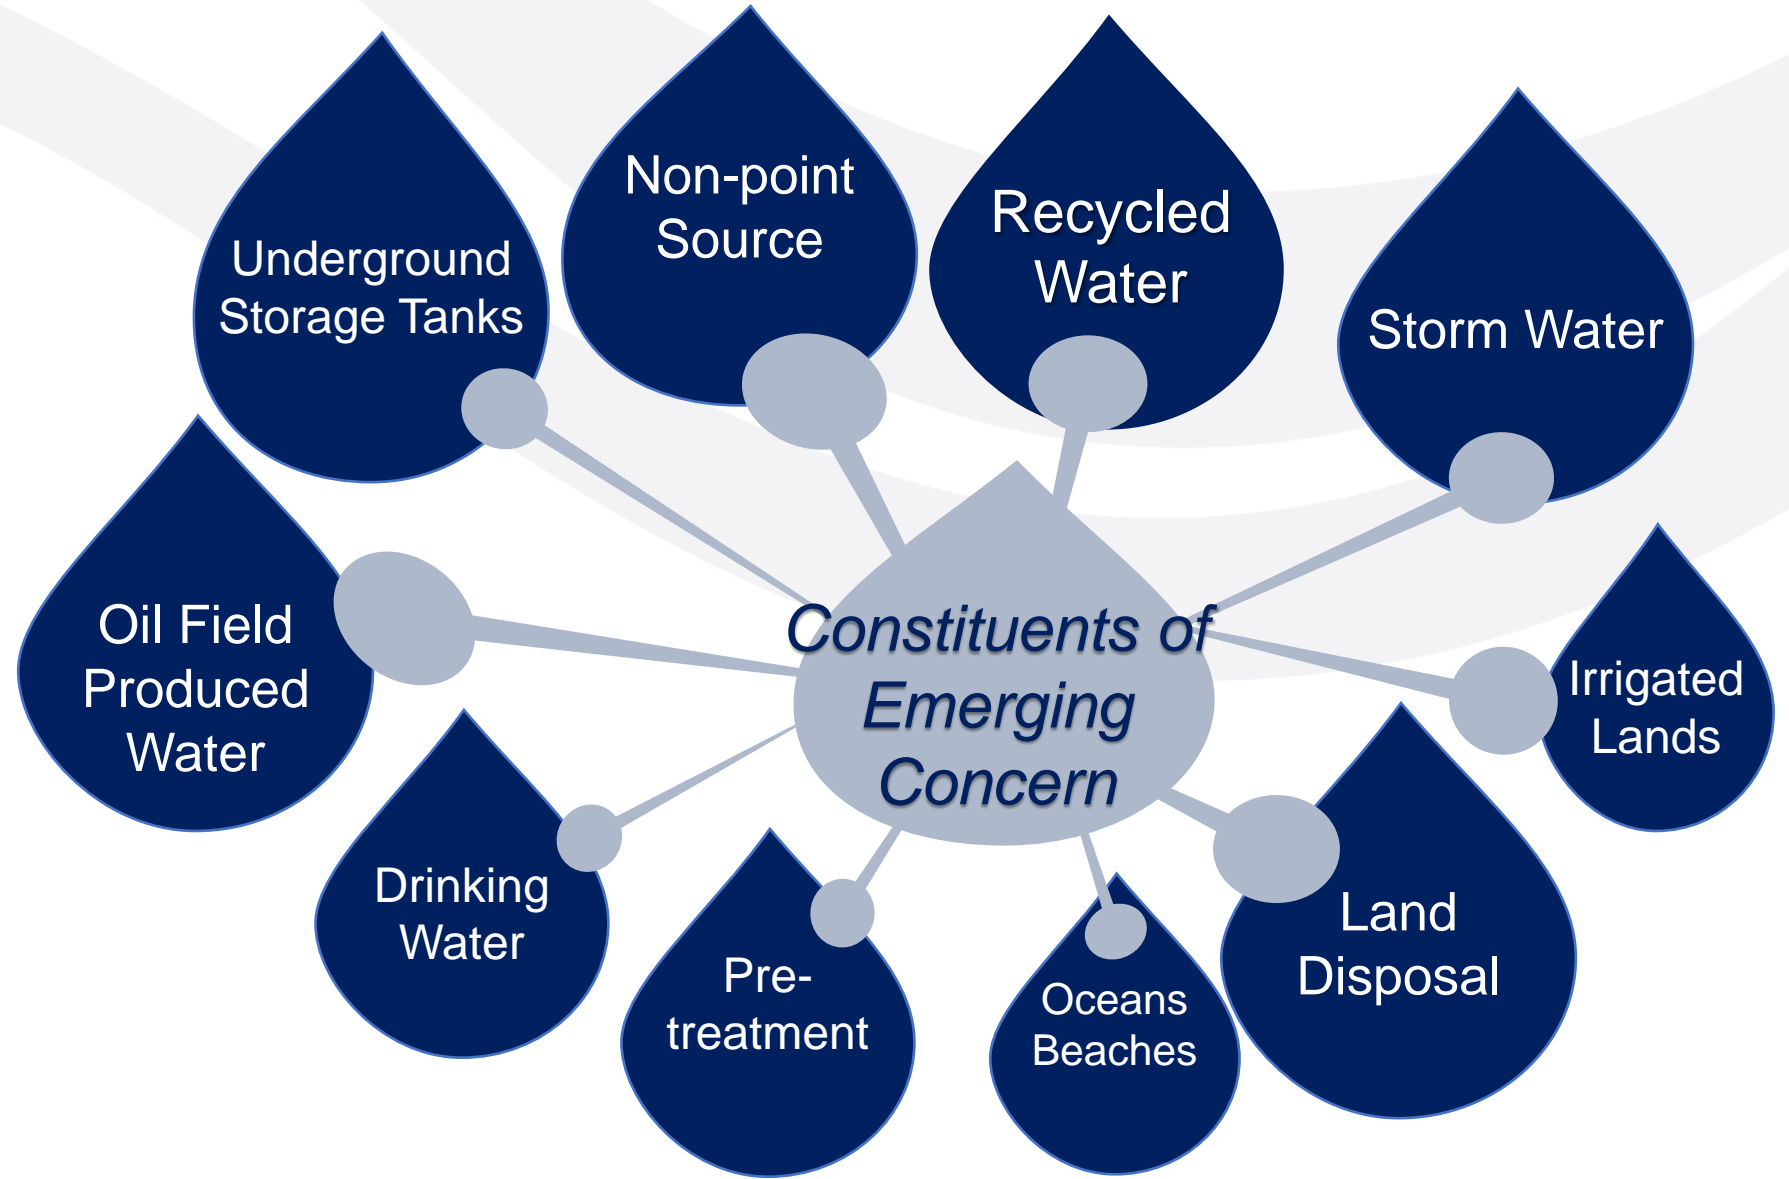 Underground
Storage Tanks
Non-point
Source
Recycled
Water
Storm Water
Oil Field
Produced
Water
Constituents of
Emerging
Concern
Irrigated
Lands
Drinking
Water
Pre-
treatment
Oceans
Beaches
Land
Disposal